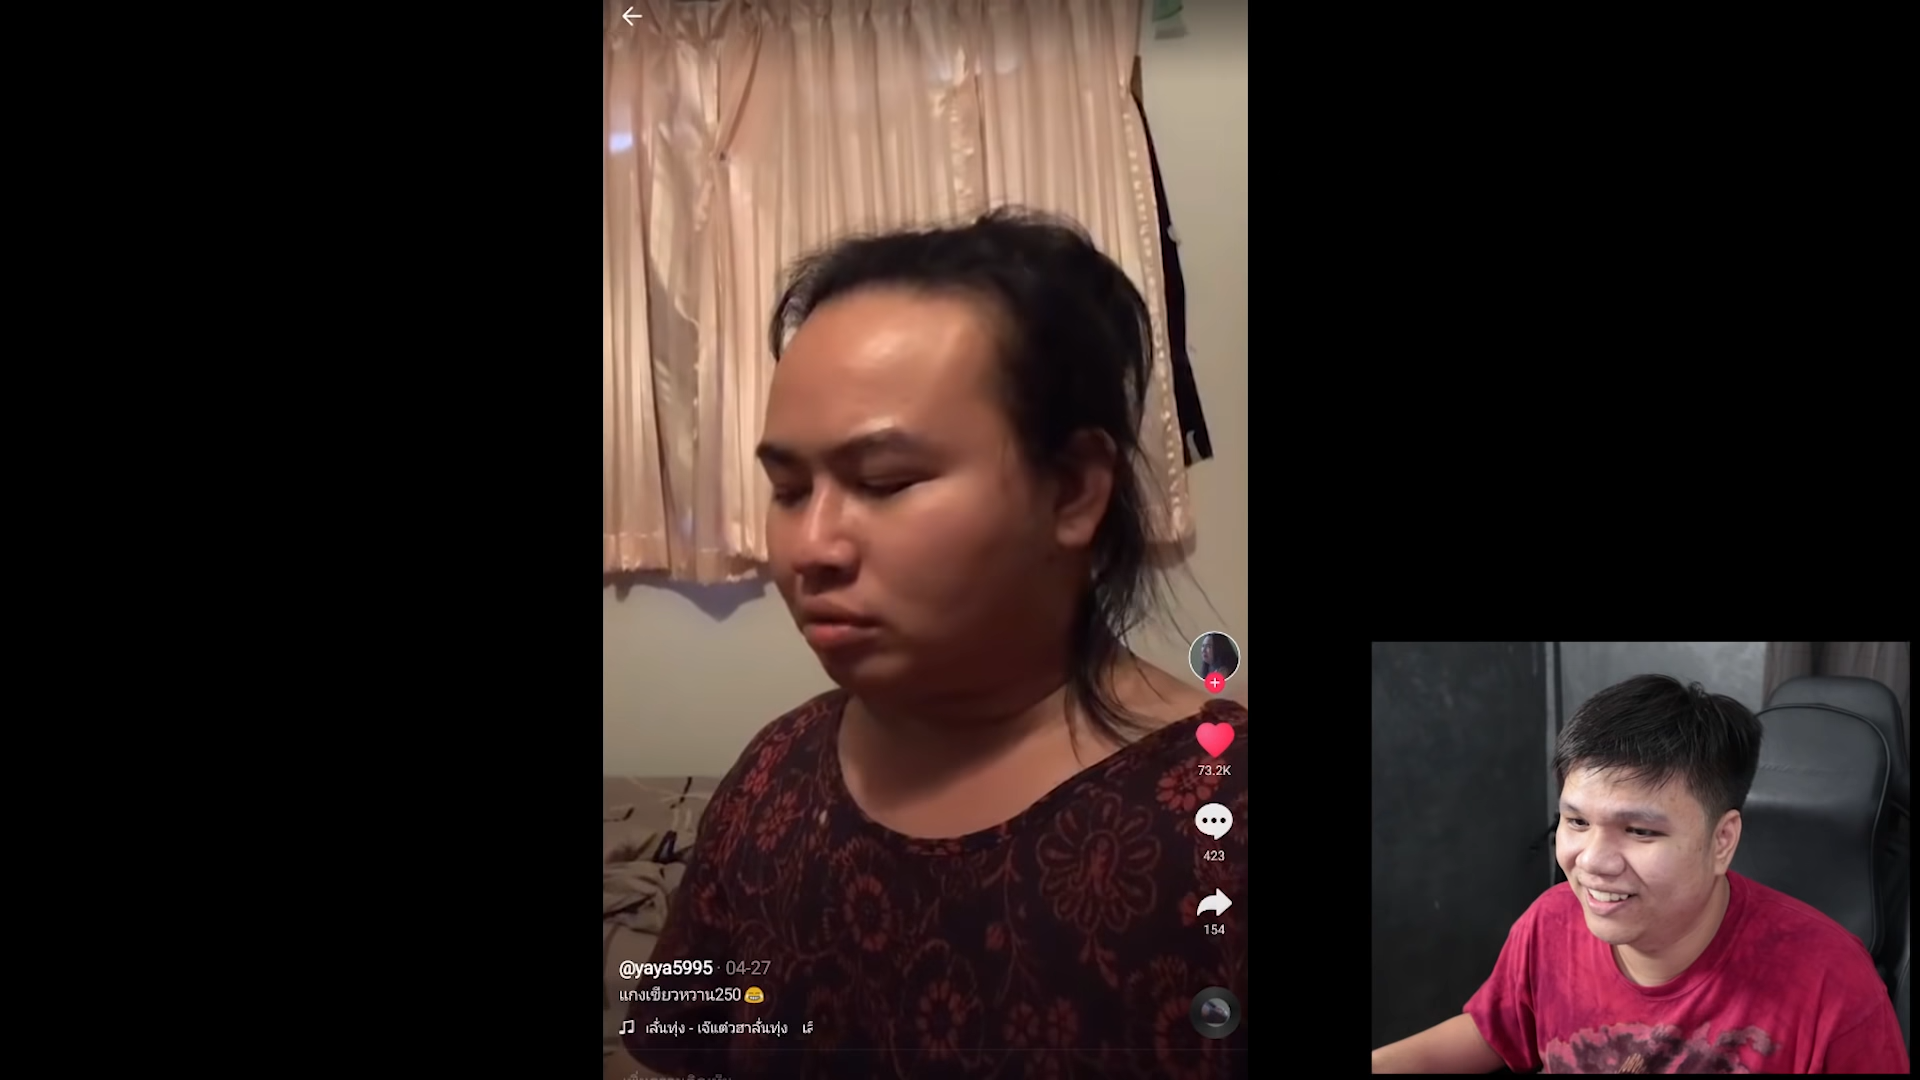 73.2K
423
154
@yaya5995 · 04-27
แกงเขียวหวาน250 😂
เลั่นทุ่ง - เจ๊แต๋วฮาลั่นทุ่ง